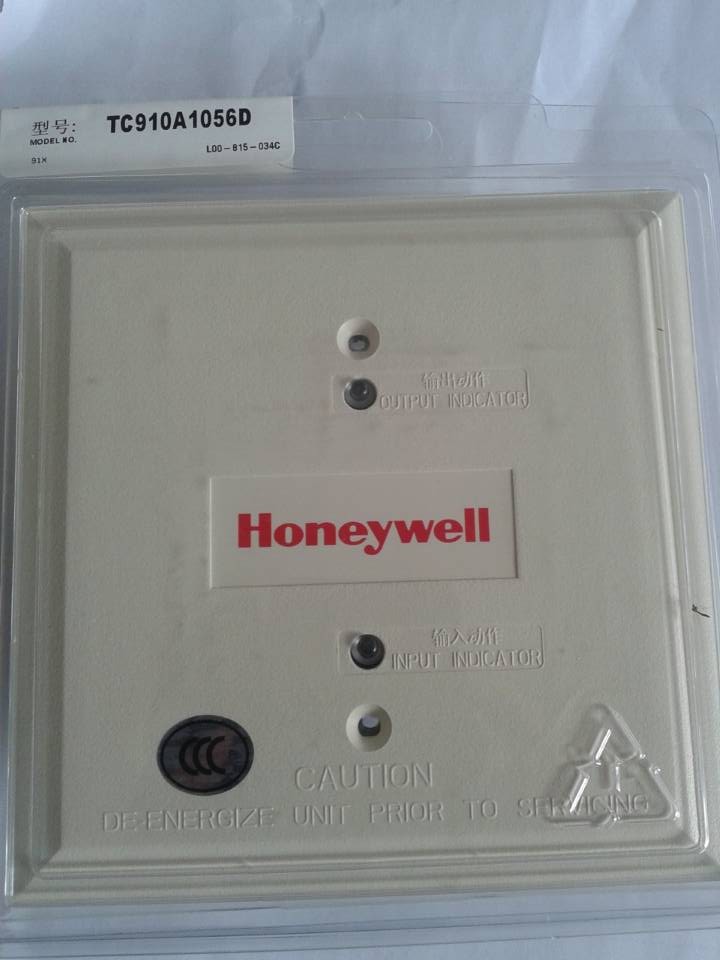 型号: TC910A1056D
MODEL NO.
L00-815-034C
91X
输出动作
OUTPUT INDICATOR
Honeywell
输入动作
INPUT INDICATOR
CCC
CAUTION
DE-ENERGIZE UNIT PRIOR TO SERVICING